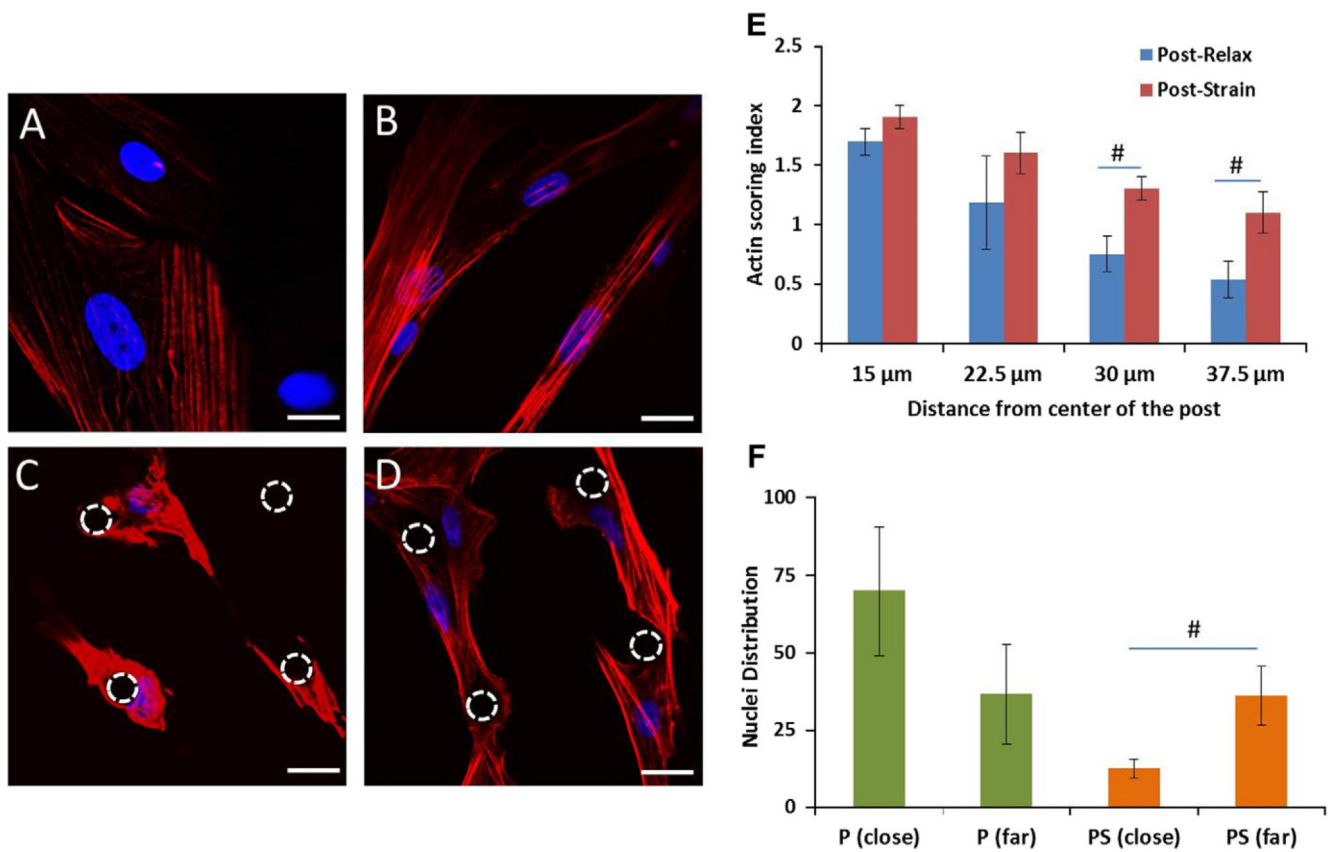 A
B
C
D
E
2.5
2
1.5
1
0.5
0
Actin scoring index
Post-Relax
Post-Strain
#
#
15 µm
22.5 µm
30 µm
37.5 µm
Distance from center of the post
F
100
75
50
25
0
Nuclei Distribution
#
P (close)
P (far)
PS (close)
PS (far)